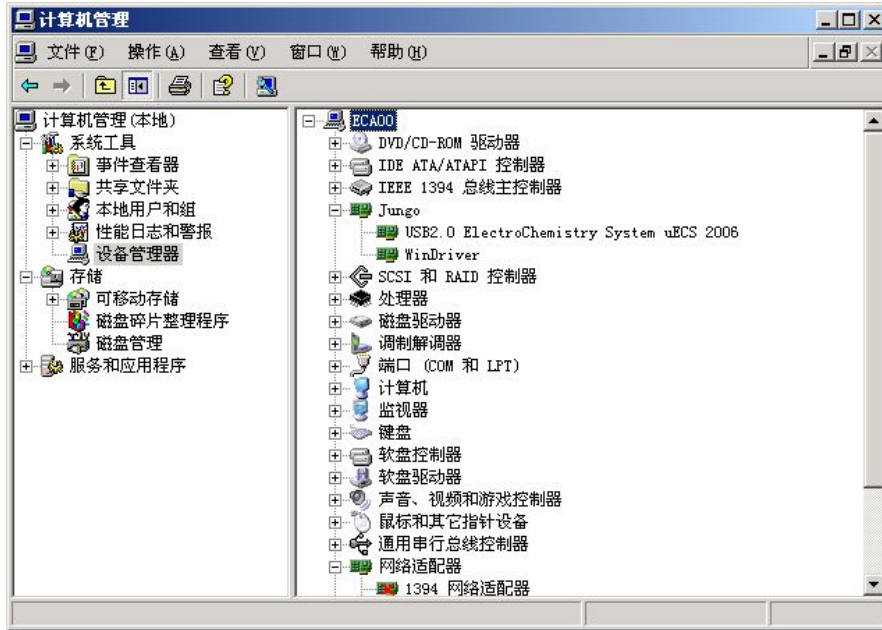 计算机管理
文件(F) 操作(A) 查看(V) 窗口(W) 帮助(H)
计算机管理(本地)
系统工具
事件查看器
共享文件夹
本地用户和组
性能日志和警报
设备管理器
存储
可移动存储
磁盘碎片整理程序
磁盘管理
服务和应用程序
ECA00
DVD/CD-ROM 驱动器
IDE ATA/ATAPI 控制器
IEEE 1394 总线主控制器
Jungo
USB2.0 ElectroChemistry System uECS 2006
WinDriver
SCSI 和 RAID 控制器
处理器
磁盘驱动器
调制解调器
端口 (COM 和 LPT)
计算机
监视器
键盘
软盘控制器
软盘驱动器
声音、视频和游戏控制器
鼠标和其它指针设备
通用串行总线控制器
网络适配器
1394 网络适配器